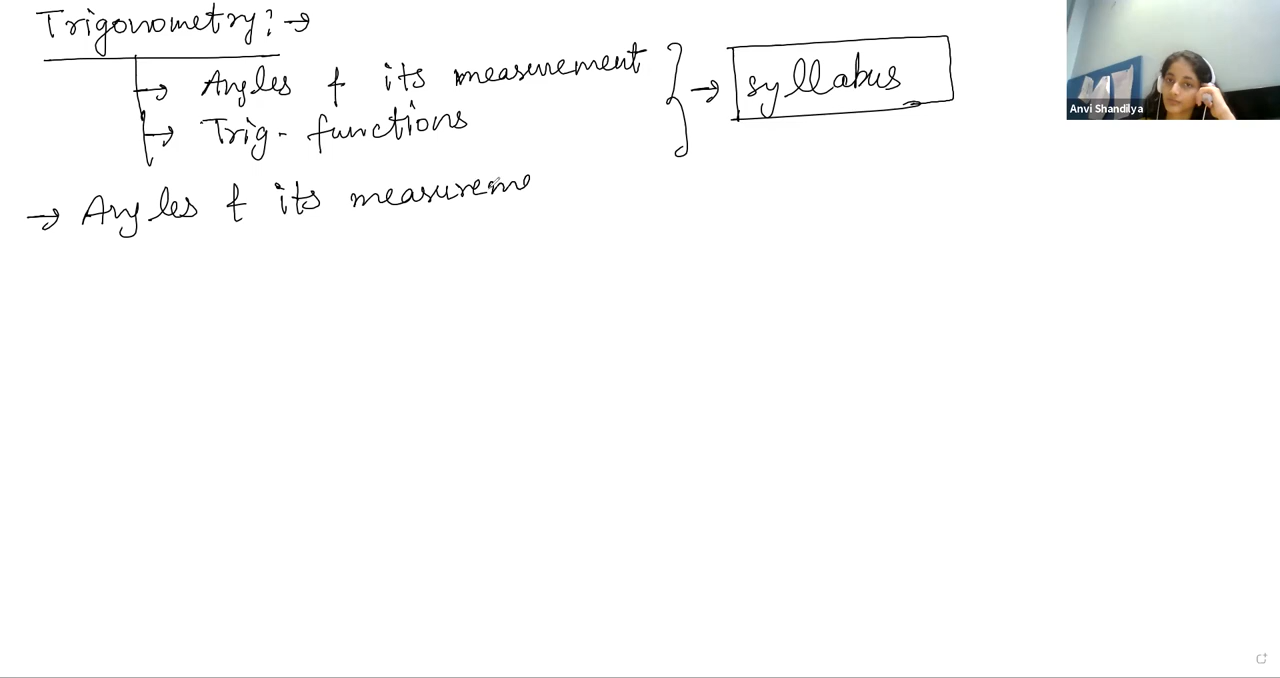 Trigonometry:→
→ Angles & its measurement
→ Trig- functions
→ syllabus
→ Angles & its measureme
Anvi Shandilya